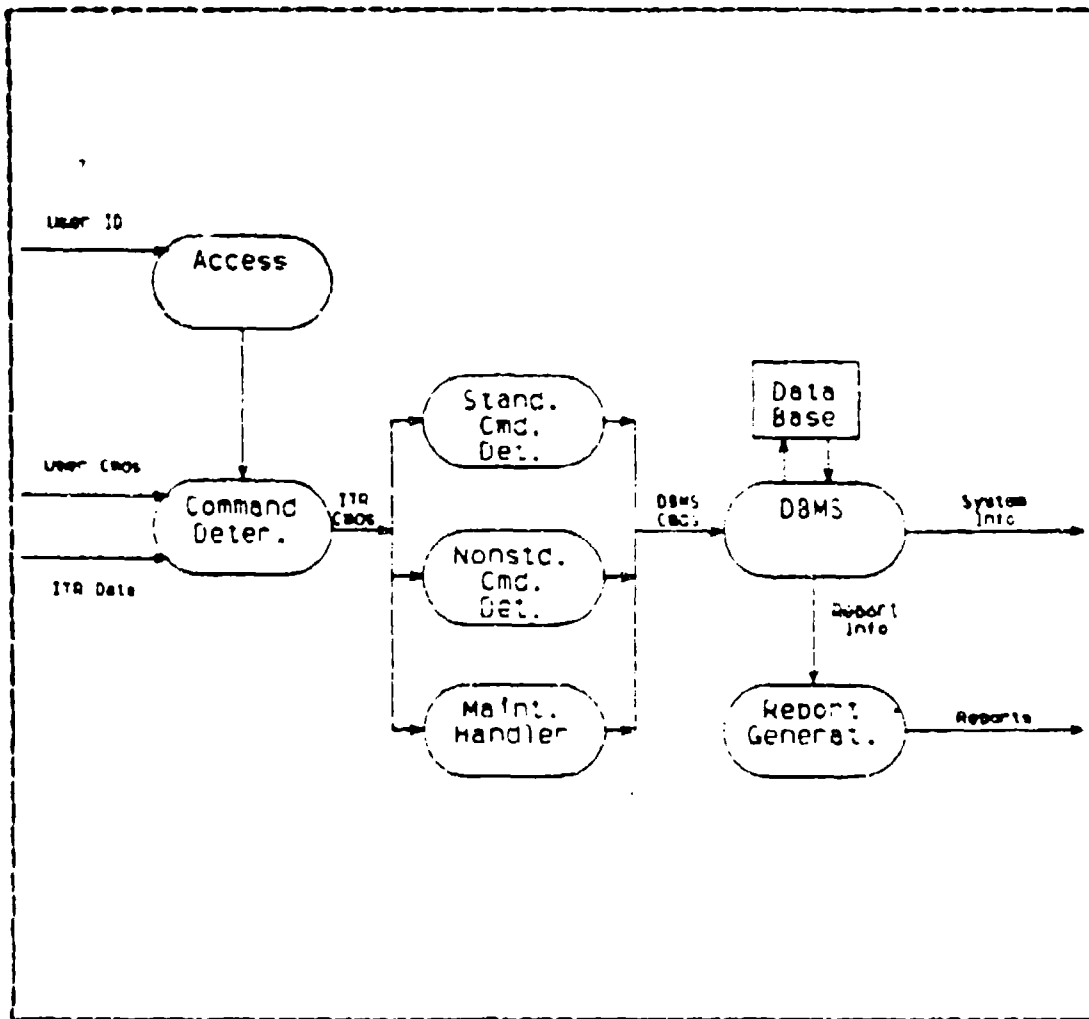 User ID
Access
Stand.
Cmd.
Det.
Data
Base
User Cmds
Command
Deter.
ITR
Cmds
DBMS
Cmds
DBMS
System
Info
ITR Data
Nonstd.
Cmd.
Det.
Report
Info
Maint.
Handler
Report
Generat.
Reports